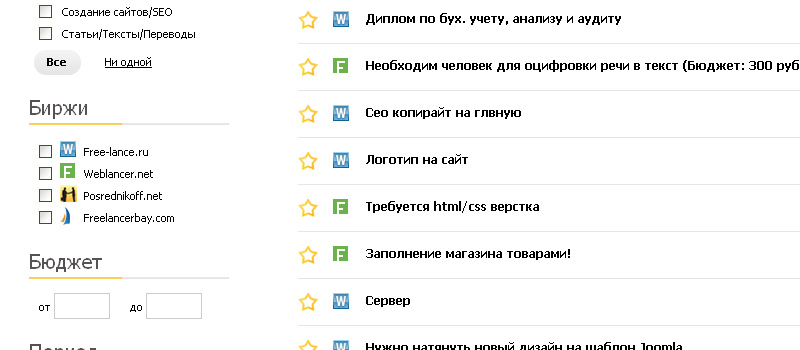 Создание сайтов/SEO
Статьи/Тексты/Переводы
Все
Ни одной
Биржи
W Free-lance.ru
F Weblancer.net
Posrednikoff.net
Freelancerbay.com
Бюджет
от
до
Период
W Диплом по бух. учету, анализу и аудиту
F Необходим человек для оцифровки речи в текст (Бюджет: 300 руб
W Сео копирайт на глвную
W Логотип на сайт
F Требуется html/css верстка
F Заполнение магазина товарами!
W Сервер
W Нужно натянуть новый дизайн на шаблон Joomla